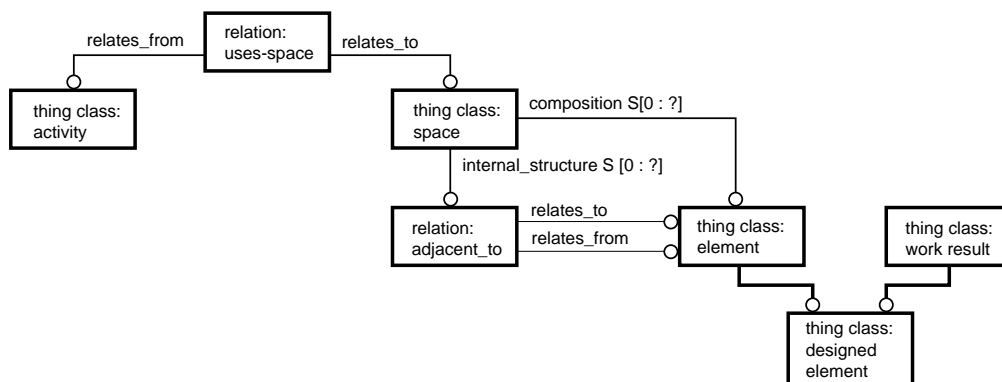 relation:
uses-space
relates_from
relates_to
thing class:
activity
thing class:
space
composition S[0 : ?]
internal_structure S [0 : ?]
relation:
adjacent_to
relates_to
relates_from
thing class:
element
thing class:
work result
thing class:
designed
element